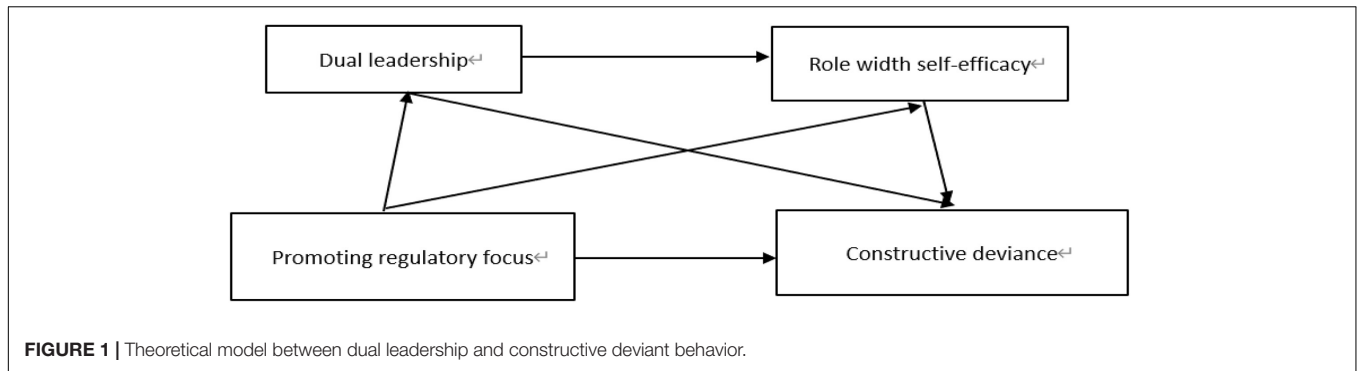 Dual leadership↵
Role width self-efficacy↵
Promoting regulatory focus↵
Constructive deviance↵
FIGURE 1 | Theoretical model between dual leadership and constructive deviant behavior.